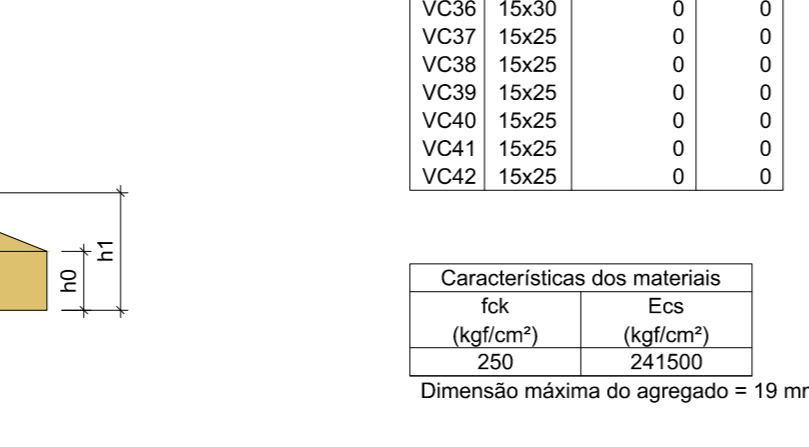 VC36 15x30 0 0
VC37 15x25 0 0
VC38 15x25 0 0
VC39 15x25 0 0
VC40 15x25 0 0
VC41 15x25 0 0
VC42 15x25 0 0
h0
h1
Características dos materiais
fck Ecs
(kgf/cm²) (kgf/cm²)
250 241500
Dimensão máxima do agregado = 19